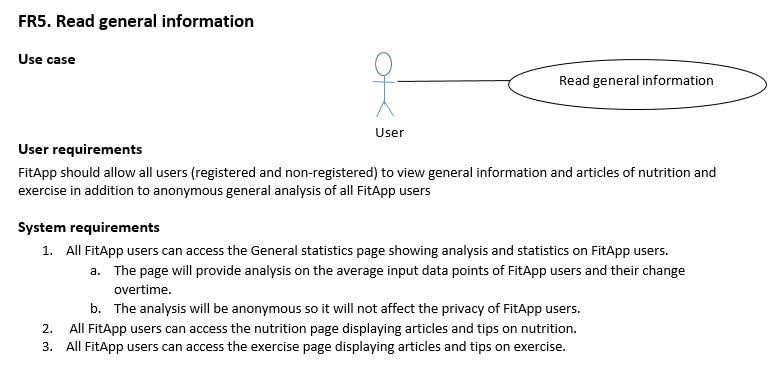 FR5. Read general information
Use case
Read general information
User
User requirements
FitApp should allow all users (registered and non-registered) to view general information and articles of nutrition and
exercise in addition to anonymous general analysis of all FitApp users
System requirements
1. All FitApp users can access the General statistics page showing analysis and statistics on FitApp users.
a. The page will provide analysis on the average input data points of FitApp users and their change
overtime.
b. The analysis will be anonymous so it will not affect the privacy of FitApp users.
2. All FitApp users can access the nutrition page displaying articles and tips on nutrition.
3. All FitApp users can access the exercise page displaying articles and tips on exercise.